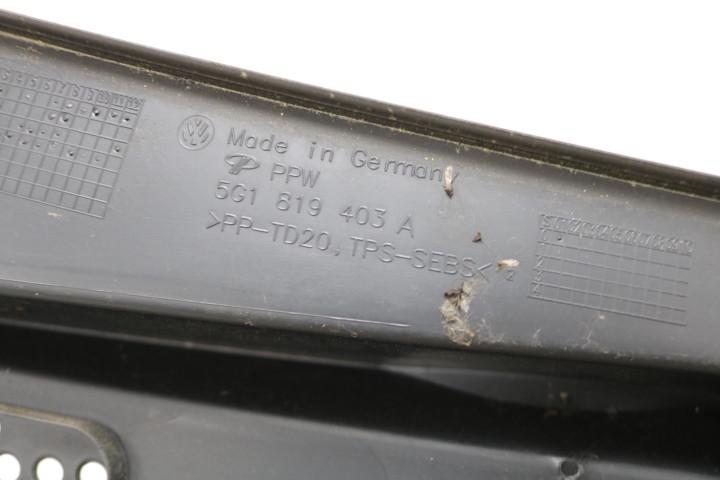 Made in Germany
PPW
5G1 819 403 A
>PP-TD20, TPS-SEBS<